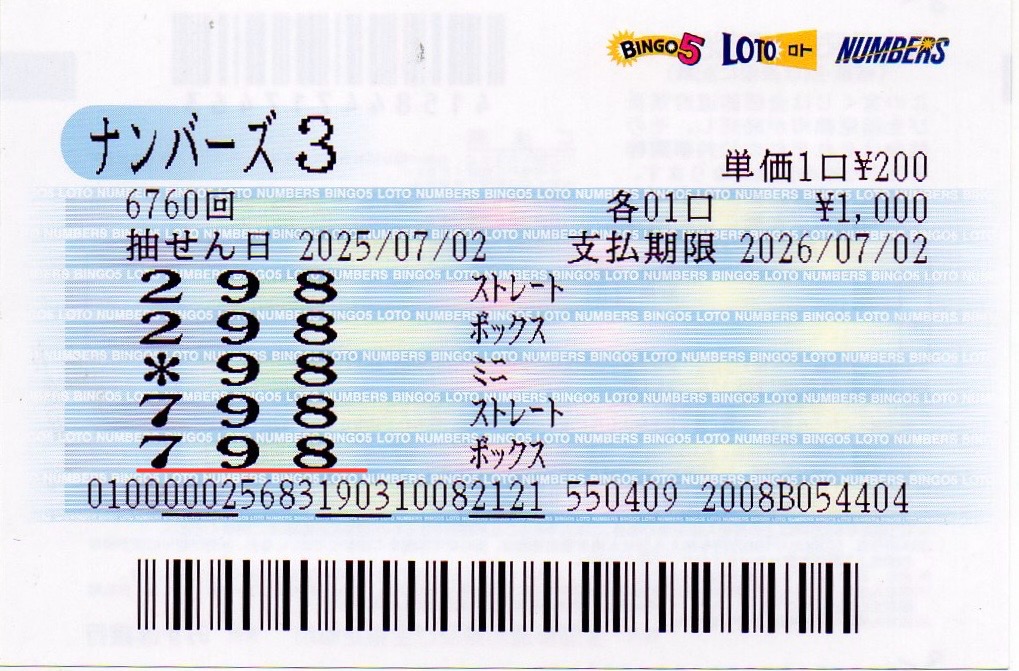 BINGO5 LOTO ロト NUMBERS
ナンバーズ3
単価1口¥200
6760回 各01口 ¥1,000
抽せん日 2025/07/02 支払期限 2026/07/02
298 ストレート
298 ボックス
*98 ミニ
798 ストレート
798 ボックス
010000025683190310082121 550409 2008B054404